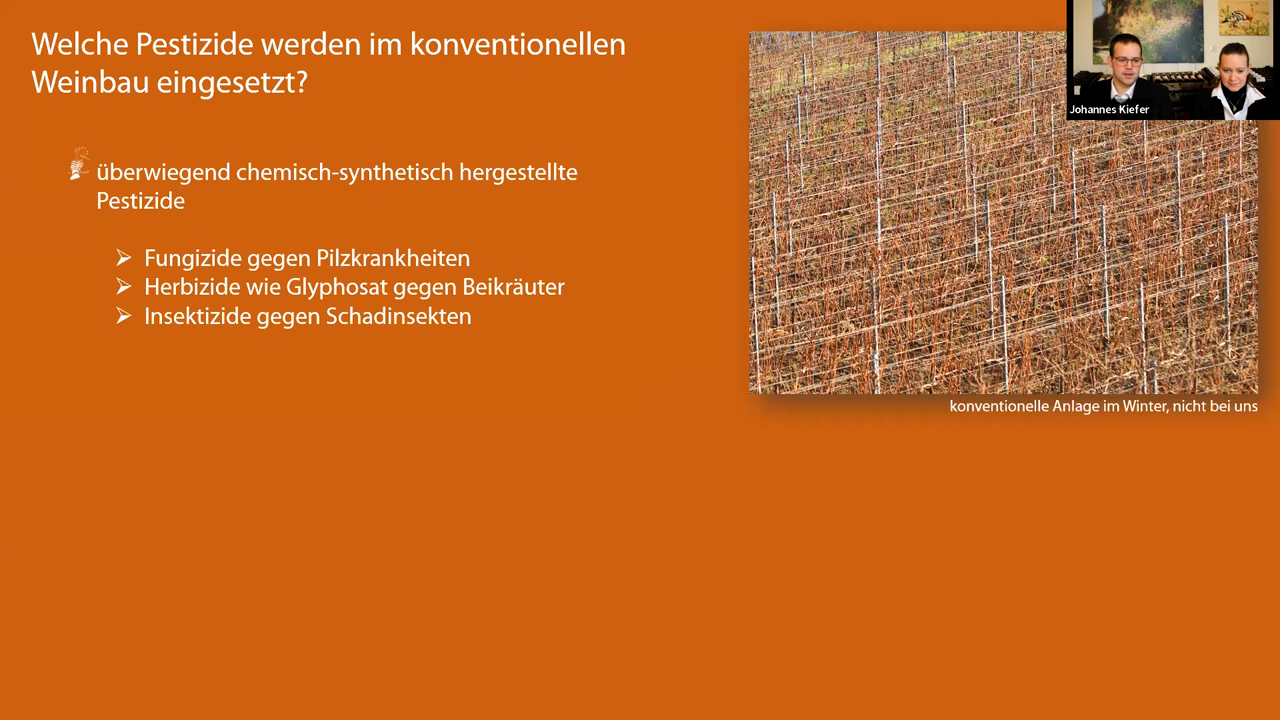 Welche Pestizide werden im konventionellen
Weinbau eingesetzt?
überwiegend chemisch-synthetisch hergestellte
Pestizide
Fungizide gegen Pilzkrankheiten
Herbizide wie Glyphosat gegen Beikräuter
Insektizide gegen Schadinsekten
Johannes Kiefer
konventionelle Anlage im Winter, nicht bei uns